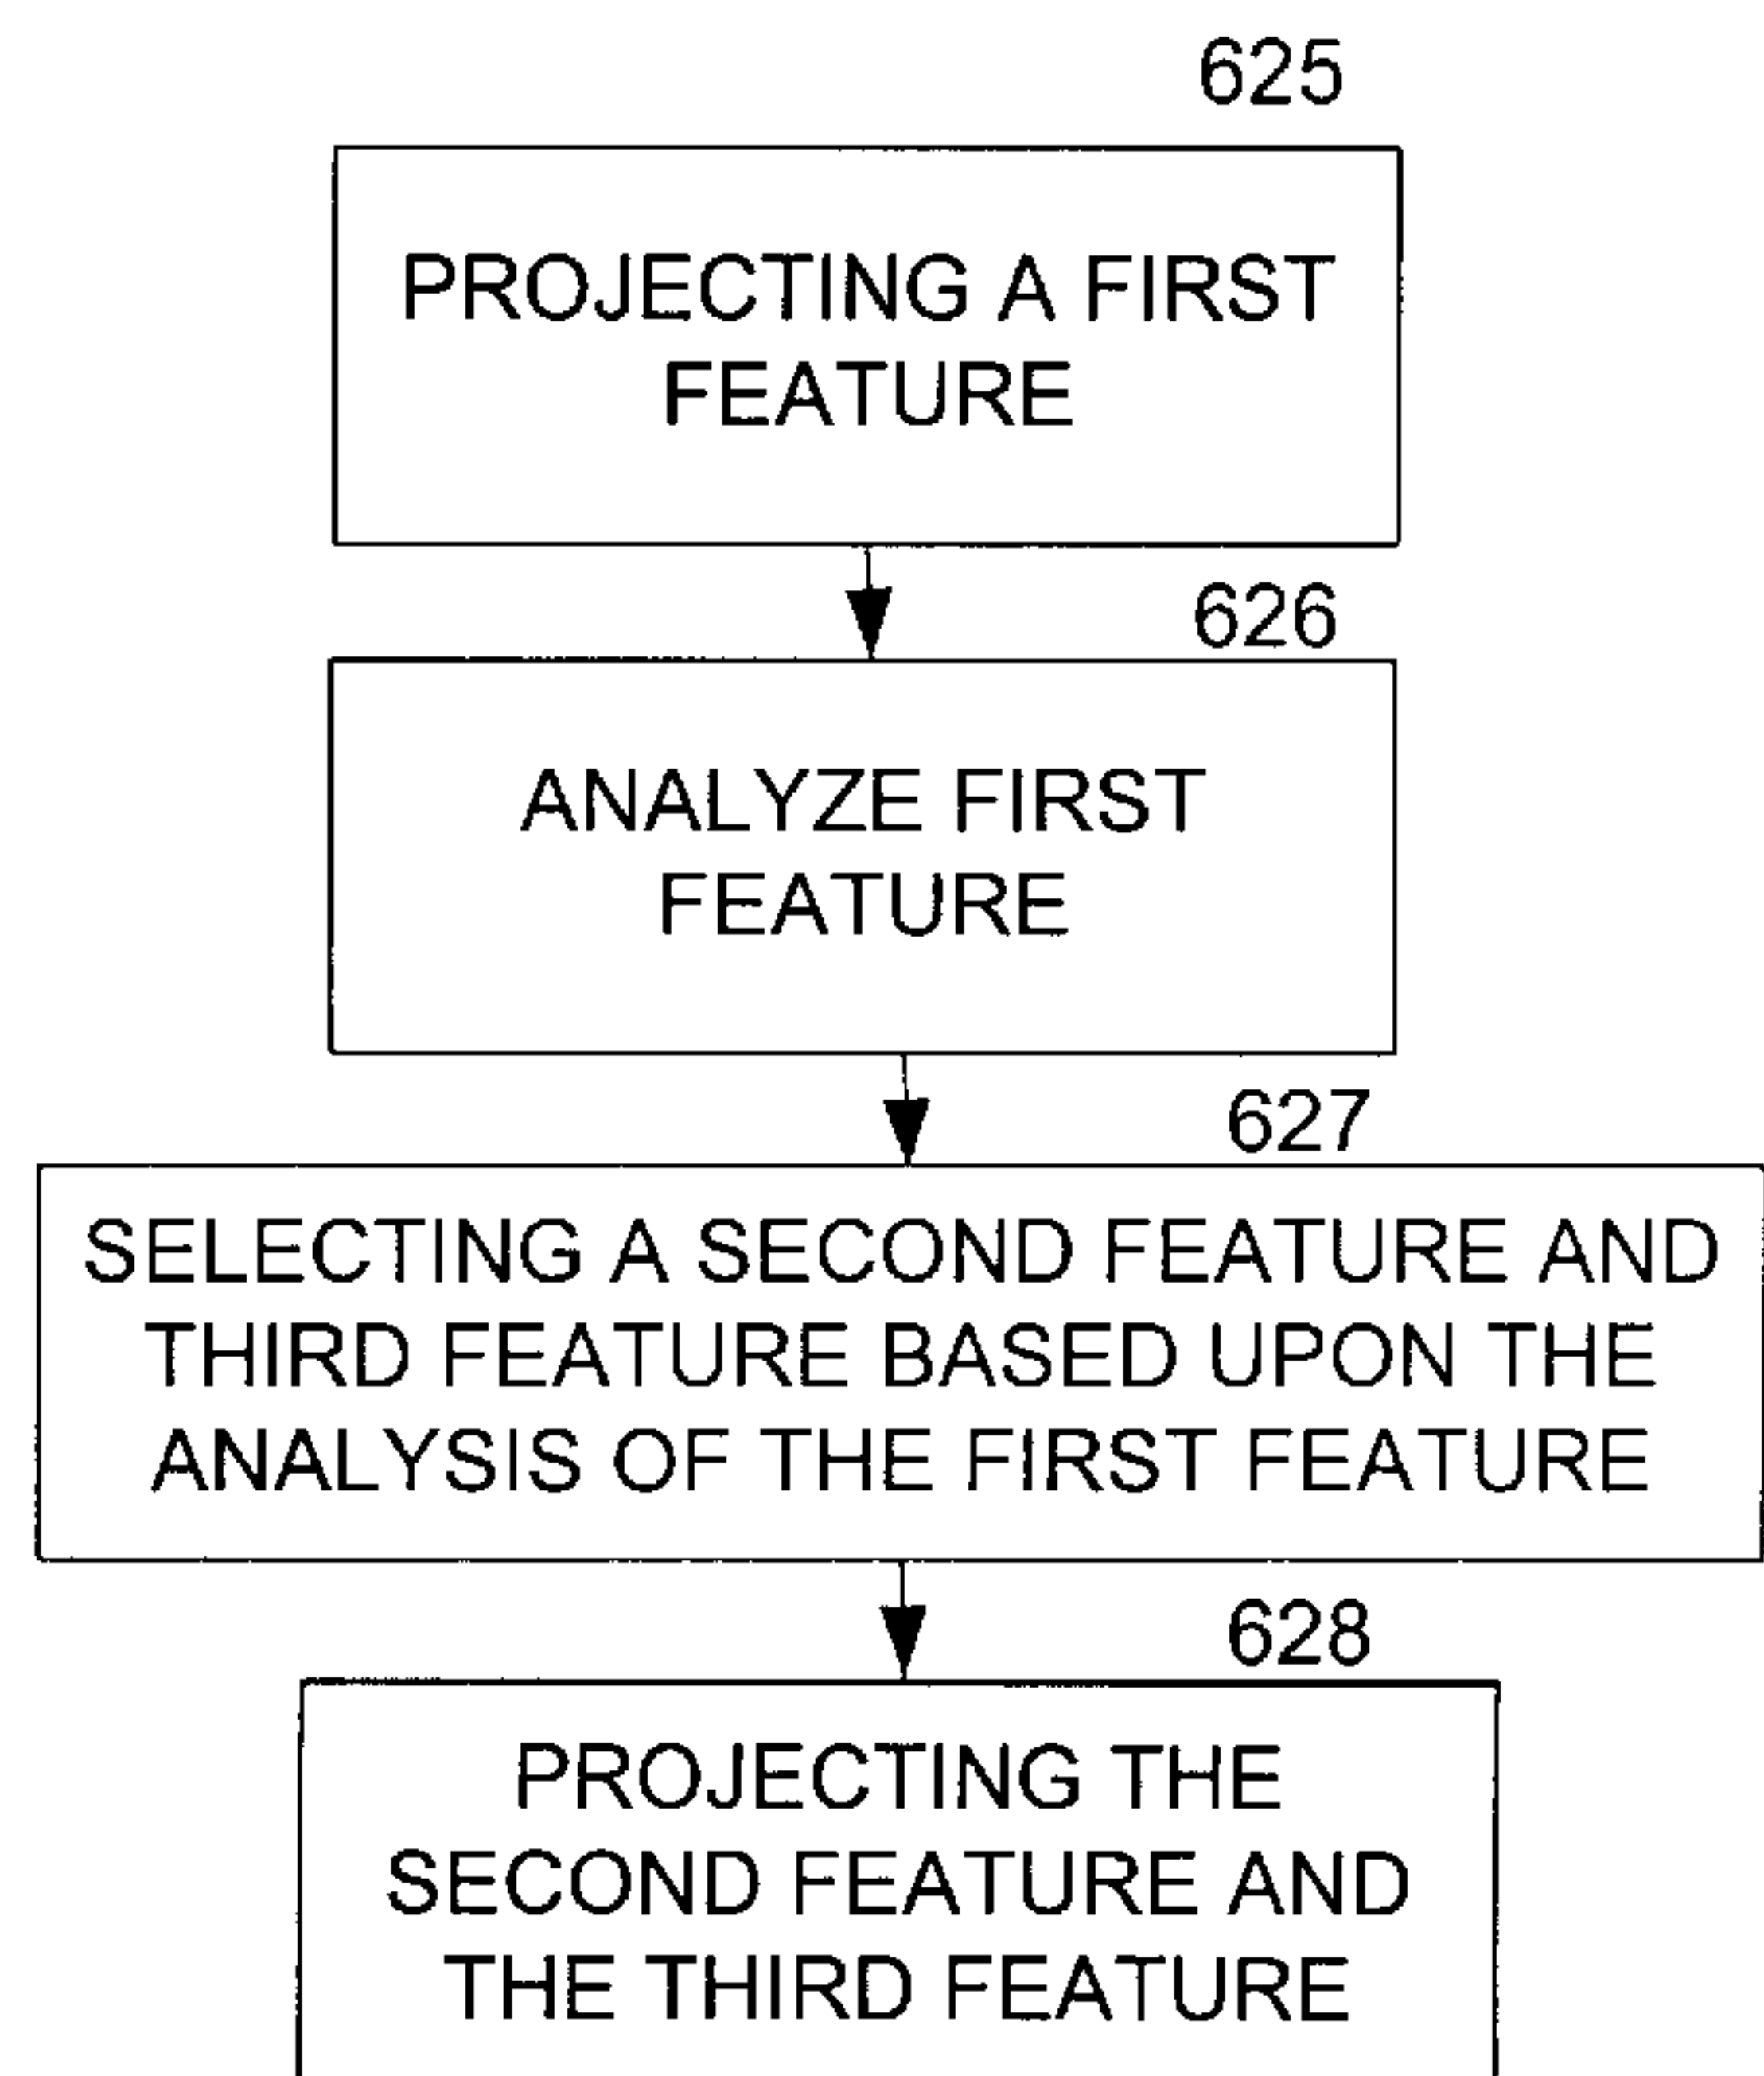 625
PROJECTING A FIRST
FEATURE
626
ANALYZE FIRST
FEATURE
627
SELECTING A SECOND FEATURE AND
THIRD FEATURE BASED UPON THE
ANALYSIS OF THE FIRST FEATURE
628
PROJECTING THE
SECOND FEATURE AND
THE THIRD FEATURE